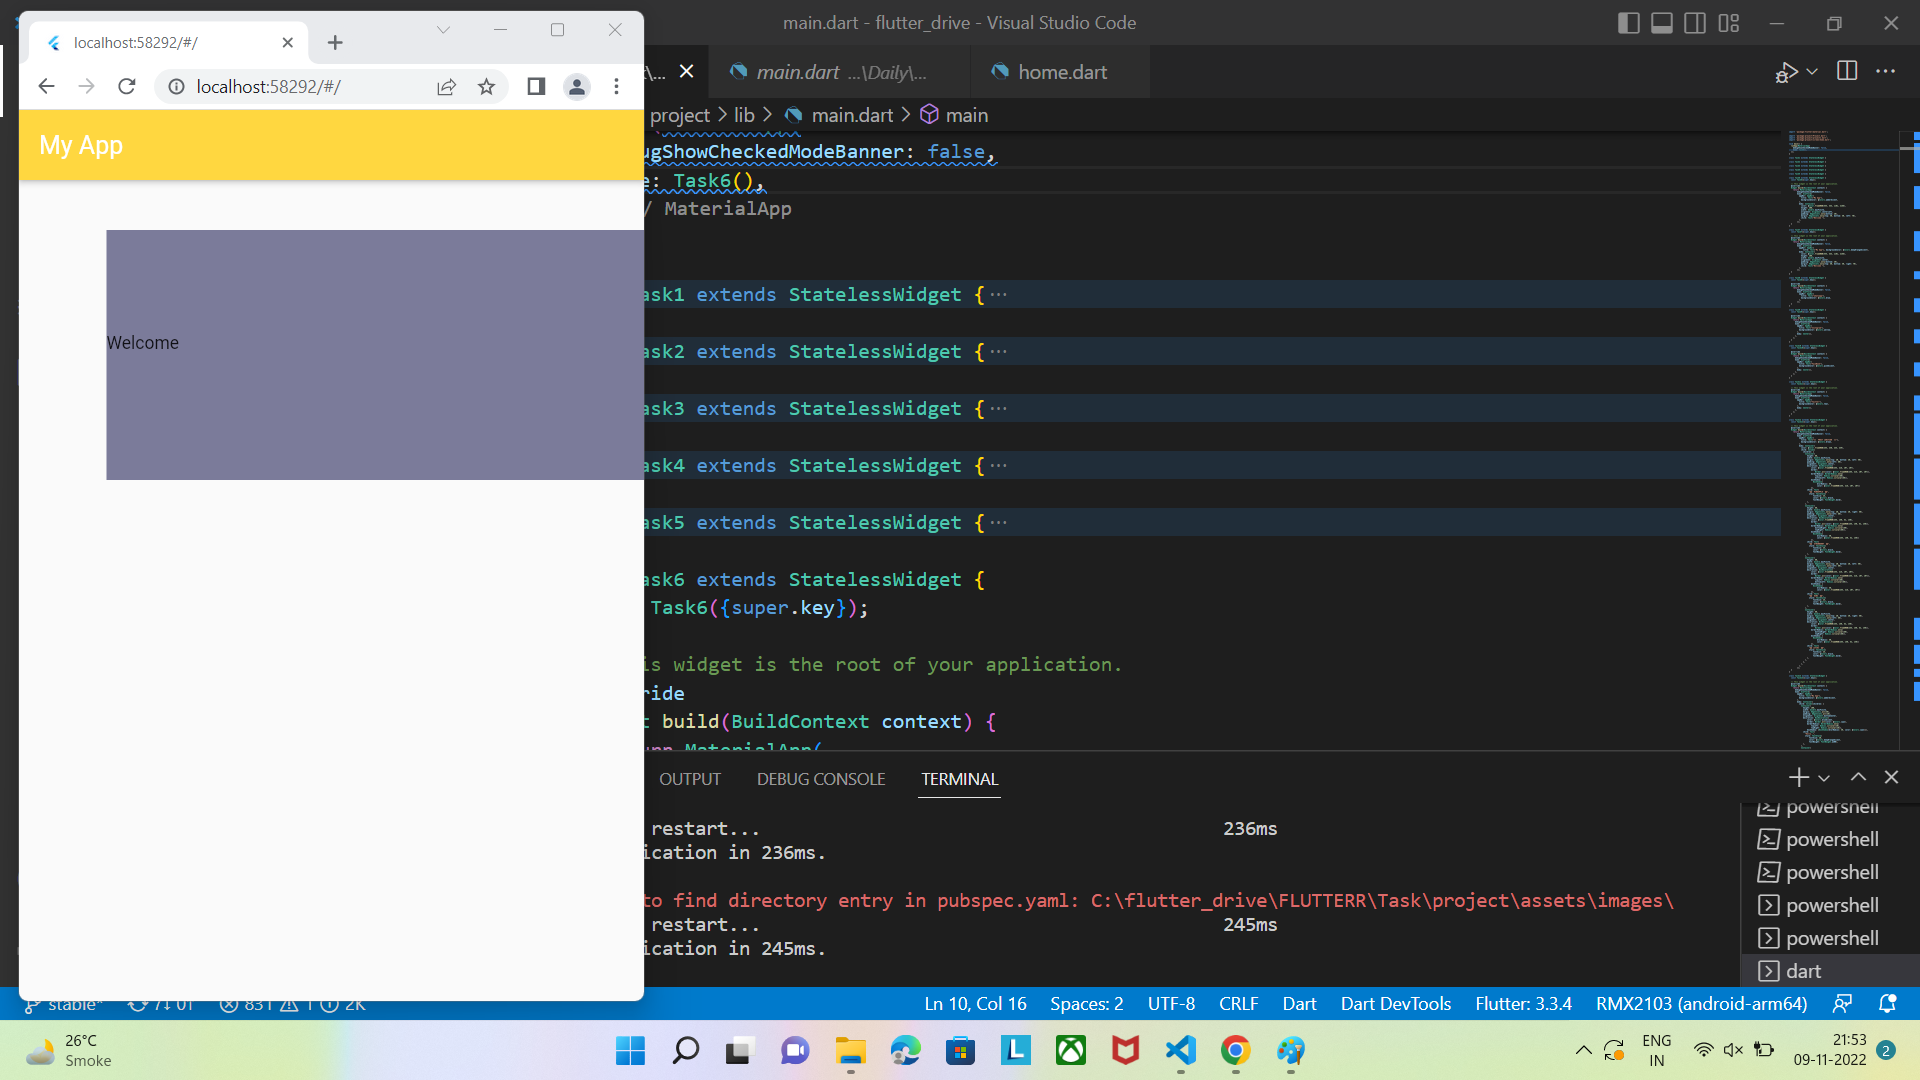 main.dart - flutter_drive - Visual Studio Code
localhost:58292/#/
\...
main.dart ...\Daily\...
home.dart
localhost:58292/#/
project > lib > main.dart > main
My App
Welcome
ugShowCheckedModeBanner: false,
e: Task6(),
/ MaterialApp
ask1 extends StatelessWidget {···
ask2 extends StatelessWidget {···
ask3 extends StatelessWidget {···
ask4 extends StatelessWidget {···
ask5 extends StatelessWidget {···
ask6 extends StatelessWidget {
Task6({super.key});
is widget is the root of your application.
ride
t build(BuildContext context) {
urn MaterialApp(
OUTPUT DEBUG CONSOLE TERMINAL
restart... 236ms
ication in 236ms.
to find directory entry in pubspec.yaml: C:\flutter_drive\FLUTTERR\Task\project\assets\images\
restart... 245ms
ication in 245ms.
powershell
powershell
powershell
powershell
powershell
dart
stable* 7↓ 0↑ 831 1 2K
Ln 10, Col 16 Spaces: 2 UTF-8 CRLF Dart Dart DevTools Flutter: 3.3.4 RMX2103 (android-arm64)
26°C
Smoke
ENG
IN
21:53
09-11-2022
2